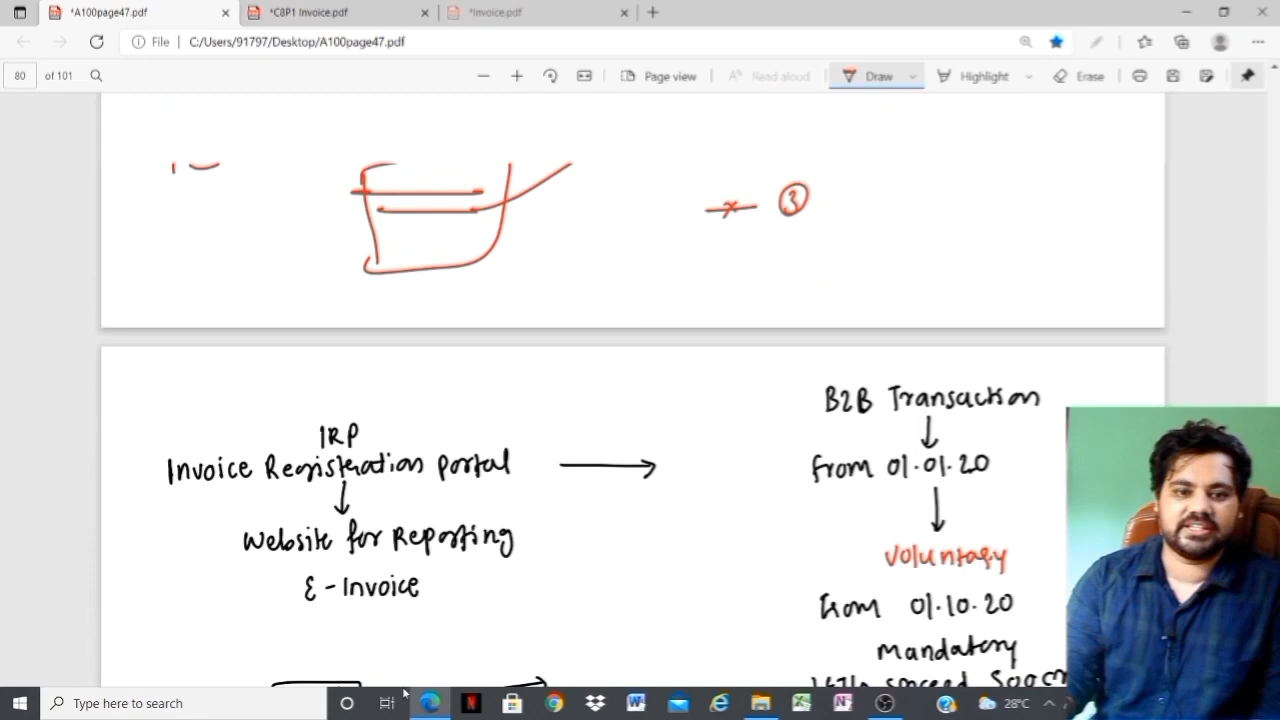 *A100page47.pdf
*C8P1 Invoice.pdf
*Invoice.pdf
File
C:/Users/91797/Desktop/A100page47.pdf
80 of 101
Page view
Read aloud
Draw
Highlight
Erase
3
B2B Transaction
IRP
Invoice Registration portal
from 01.01.20
Website for Reporting
Voluntary
E-Invoice
from 01.10.20
Mandatory
Type here to search
28°C